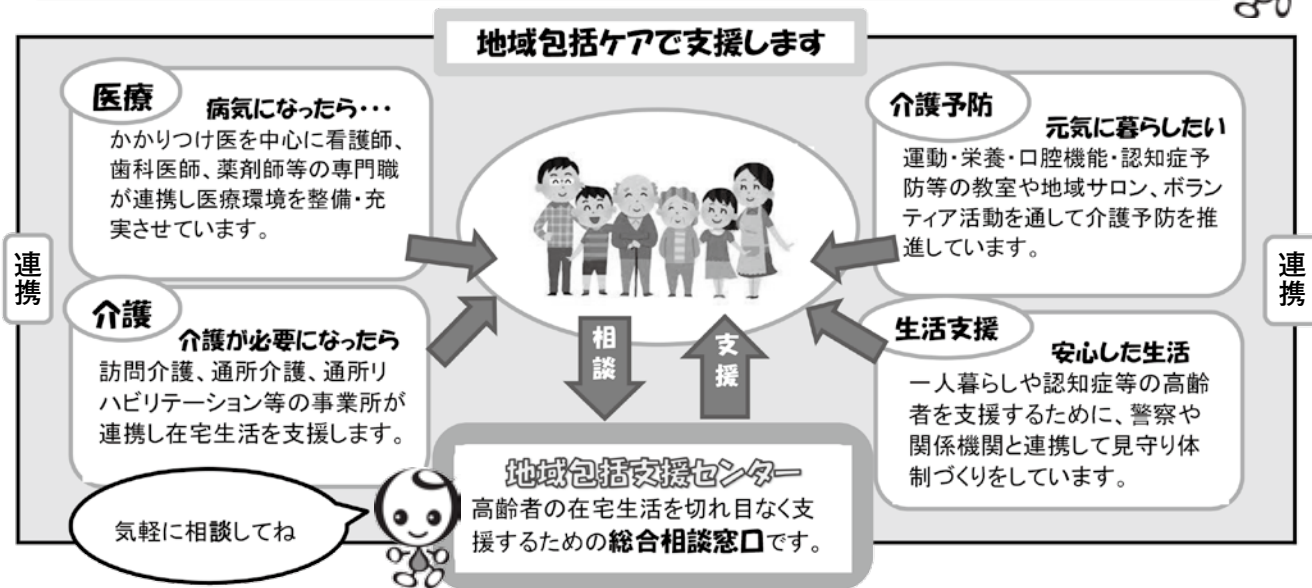 地域包括ケアで支援します
医療
病気になったら・・・
かかりつけ医を中心に看護師、
歯科医師、薬剤師等の専門職
が連携し医療環境を整備・充
実させています。
介護予防
元気に暮らしたい
運動・栄養・口腔機能・認知症予
防等の教室や地域サロン、ボラン
ティア活動を通して介護予防を推
進しています。
連携
連携
介護
介護が必要になったら
訪問介護、通所介護、通所リ
ハビリテーション等の事業所が
連携し在宅生活を支援します。
生活支援
安心した生活
一人暮らしや認知症等の高齢
者を支援するために、警察や
関係機関と連携して見守り体
制づくりをしています。
相談
支援
地域包括支援センター
高齢者の在宅生活を切れ目なく支
援するための総合相談窓口です。
気軽に相談してね